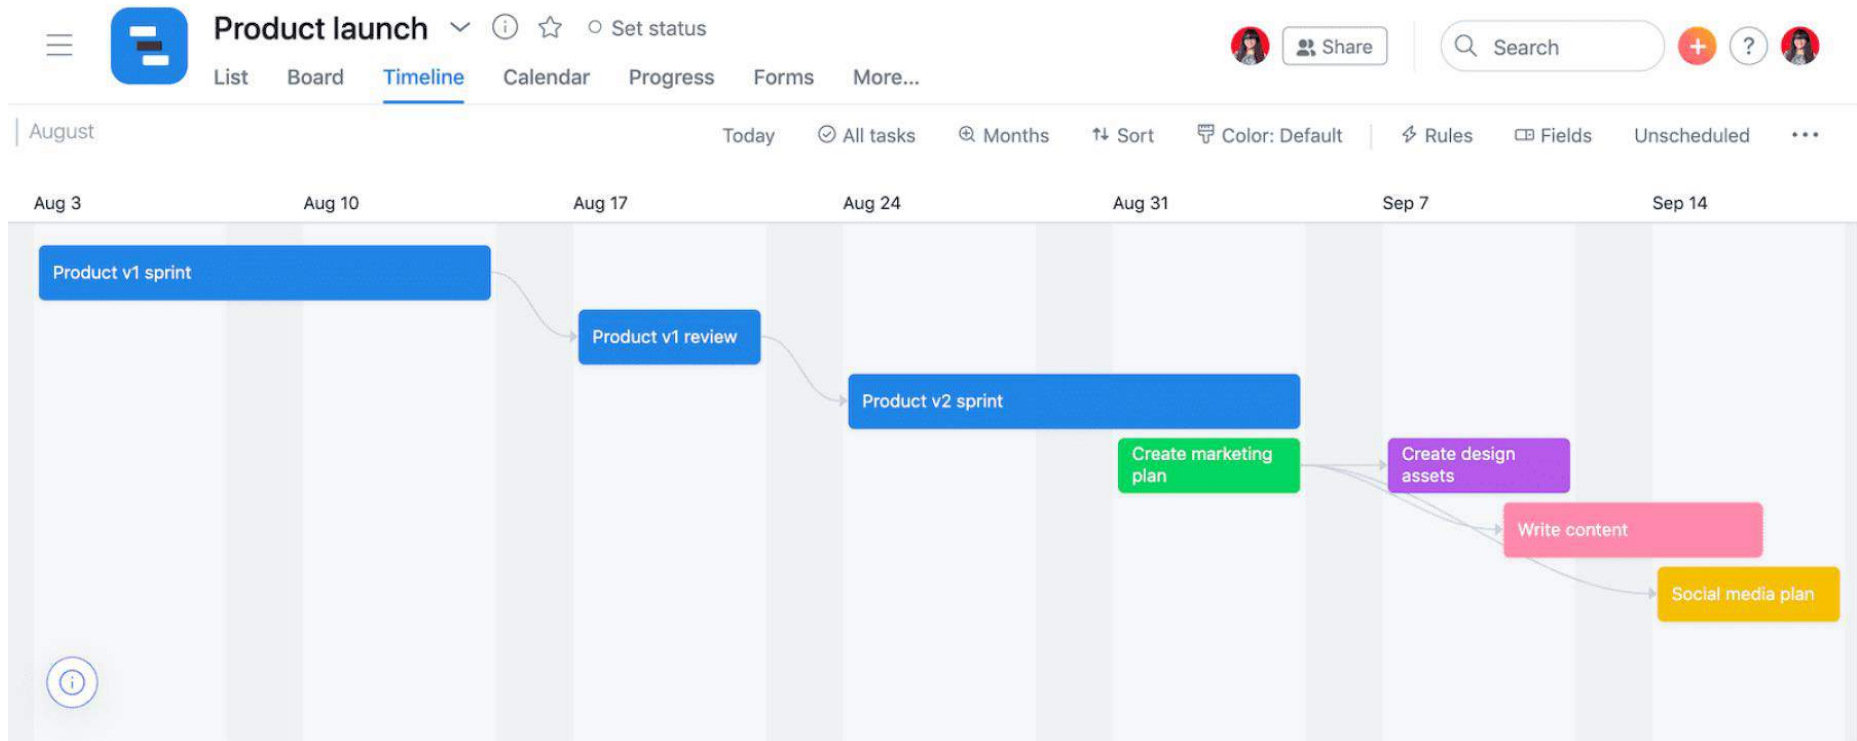 Product launch
Set status
Share
Search
+
?
List Board Timeline Calendar Progress Forms More...
August
Today All tasks Months Sort Color: Default Rules Fields Unscheduled ...
Aug 3 Aug 10 Aug 17 Aug 24 Aug 31 Sep 7 Sep 14
Product v1 sprint
Product v1 review
Product v2 sprint
Create marketing
plan
Create design
assets
Write content
Social media plan